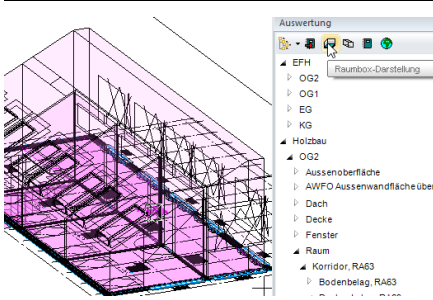 Auswertung
Raumbox-Darstellung
EFH
OG2
OG1
EG
KG
Holzbau
OG2
Aussenoberfläche
AWFO Aussenwandfläche über
Dach
Decke
Fenster
Raum
Korridor, RA63
Bodenbelag, RA63